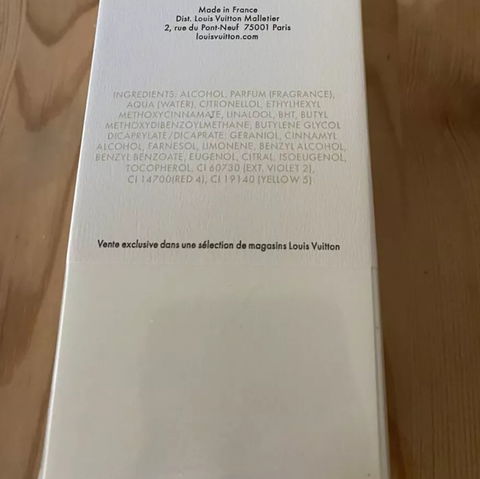 Made in France
Dist. Louis Vuitton Malletier
2, rue du Pont-Neuf 75001 Paris
louisvuitton.com
INGREDIENTS: ALCOHOL, PARFUM (FRAGRANCE),
AQUA (WATER), CITRONELLOL, ETHYLHEXYL
METHOXYCINNAMATE, LINALOOL, BHT, BUTYL
METHOXYDIBENZOYLMETHANE, BUTYLENE GLYCOL
DICAPRYLATE/DICAPRATE, GERANIOL, CINNAMYL
ALCOHOL, FARNESOL, LIMONENE, BENZYL ALCOHOL,
BENZYL BENZOATE, EUGENOL, CITRAL, ISOEUGENOL,
TOCOPHEROL, CI 60730 (EXT. VIOLET 2),
CI 14700(RED 4), CI 19140 (YELLOW 5)
Vente exclusive dans une sélection de magasins Louis Vuitton